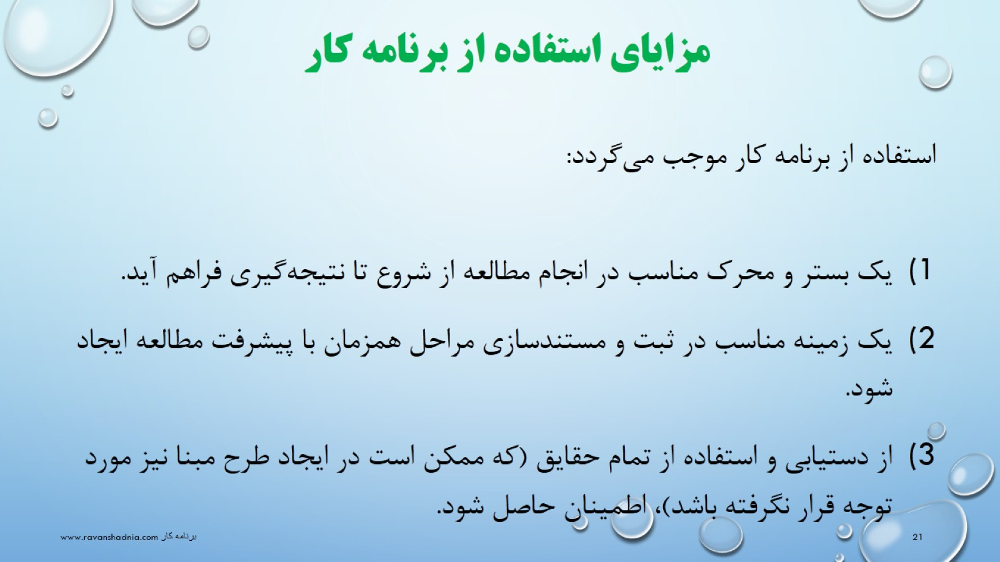 مزایای استفاده از برنامه کار
استفاده از برنامه کار موجب می‌گردد:
1) یک بستر و محرک مناسب در انجام مطالعه از شروع تا نتیجه‌گیری فراهم آید.
2) یک زمینه مناسب در ثبت و مستندسازی مراحل همزمان با پیشرفت مطالعه ایجاد
شود.
3) از دستیابی و استفاده از تمام حقایق (که ممکن است در ایجاد طرح مبنا نیز مورد
توجه قرار نگرفته باشد)، اطمینان حاصل شود.
برنامه کار www.ravanshadnia.com
21